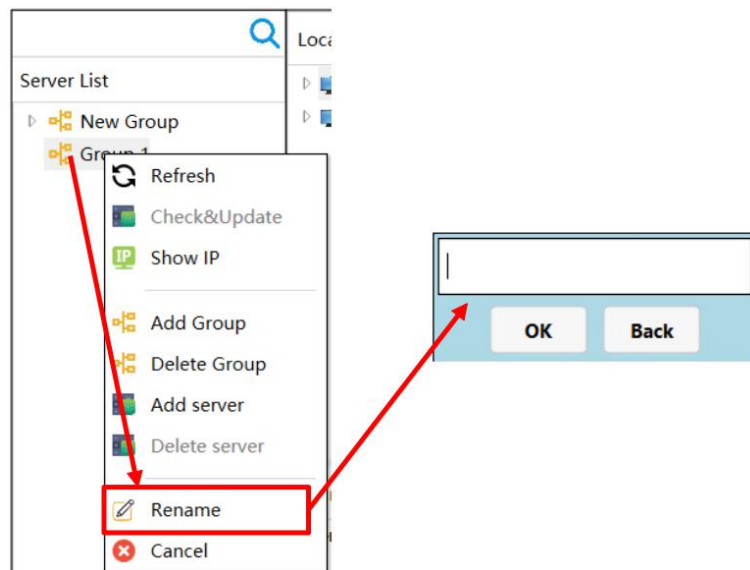 Loca
Server List
New Group
Group 1
Refresh
Check&Update
IP
Show IP
Add Group
Delete Group
Add server
Delete server
Rename
Cancel
OK
Back